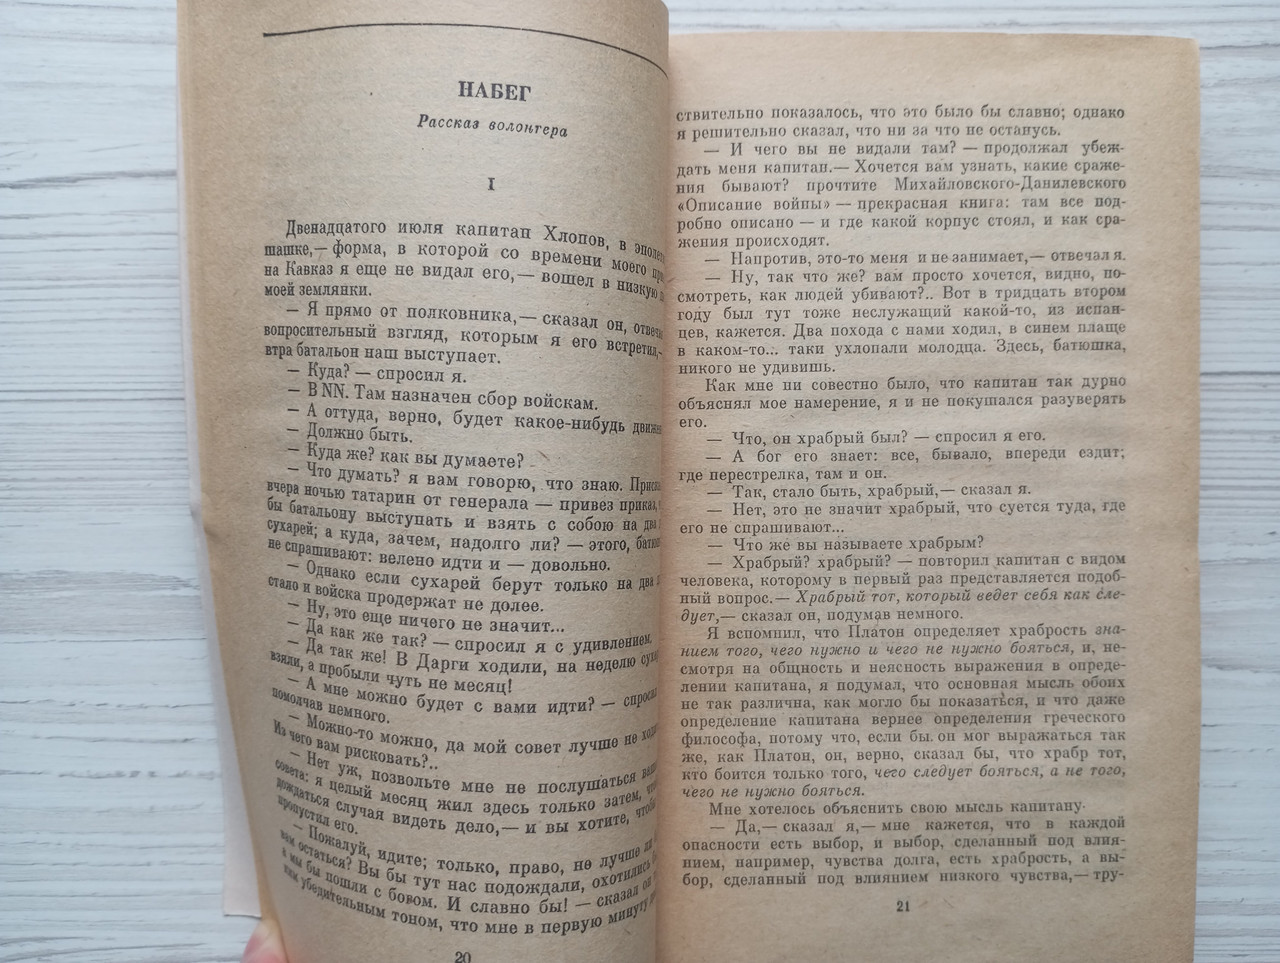 НАБЕГ
Рассказ волонтера
I
Двенадцатого июля капитан Хлопов, в
шашке,— форма, в которой со времени моего
на Кавказ я еще не видал его,— вошел в низкую
моей землянки.
— Я прямо от полковника,— сказал он,
вопросительный взгляд, которым я его встретил,—
втра батальон наш выступает.
— Куда? — спросил я.
— В NN. Там назначен сбор войскам.
— А оттуда, верно, будет какое-нибудь движе
— Должно быть.
— Куда же? как вы думаете?
— Что думать? я вам говорю, что знаю.
вчера ночью татарин от генерала — привез приказ,
бы батальону выступать и взять с собою на два
сухарей; а куда, зачем, надолго ли? — этого,
не спрашивают: велено идти и — довольно.
— Однако если сухарей берут только на два
стало и войска продержат не долее.
— Ну, это еще ничего не значит...
— Да как же так? — спросил я с удивлением.
— Да так же! В Дарги ходили, на неделю
взяли, а пробыли чуть не месяц!
— А мне можно будет с вами идти? — спросил
помолчав немного.
— Можно-то можно, да мой совет лучше не
Из чего вам рисковать?..
— Нет уж, позвольте мне не послушаться
совета: я целый месяц жил здесь только затем,
дождаться случая видеть дело,— и вы хотите,
пропустил его.
— Пожалуй, идите; только, право, не лучше ли
вам остаться? Вы бы тут нас подождали, охотились
а мы бы пошли с богом. И славно бы! — сказал он
ким убедительным тоном, что мне в первую минуту
20
ствительно показалось, что это было бы славно; однако
я решительно сказал, что ни за что не останусь.
— И чего вы не видали там? — продолжал убеж-
дать меня капитан.— Хочется вам узнать, какие сраже-
ния бывают? прочтите Михайловского-Данилевского
«Описание войны» — прекрасная книга: там все под-
робно описано — и где какой корпус стоял, и как сра-
жения происходят.
— Напротив, это-то меня и не занимает,— отвечал я.
— Ну, так что же? вам просто хочется, видно, по-
смотреть, как людей убивают?.. Вот в тридцать втором
году был тут тоже неслужащий какой-то, из испан-
цев, кажется. Два похода с нами ходил, в синем плаще
в каком-то... таки ухлопали молодца. Здесь, батюшка,
никого не удивишь.
Как мне ни совестно было, что капитан так дурно
объяснял мое намерение, я и не покушался разуверять
его.
— Что, он храбрый был? — спросил я его.
— А бог его знает: все, бывало, впереди ездит;
где перестрелка, там и он.
— Так, стало быть, храбрый,— сказал я.
— Нет, это не значит храбрый, что суется туда, где
его не спрашивают...
— Что же вы называете храбрым?
— Храбрый? храбрый? — повторил капитан с видом
человека, которому в первый раз представляется подоб-
ный вопрос.— Храбрый тот, который ведет себя как сле-
дует,— сказал он, подумав немного.
Я вспомнил, что Платон определяет храбрость зна-
нием того, чего нужно и чего не нужно бояться, и, не-
смотря на общность и неясность выражения в опреде-
лении капитана, я подумал, что основная мысль обоих
не так различна, как могло бы показаться, и что даже
определение капитана вернее определения греческого
философа, потому что, если бы он мог выражаться так
же, как Платон, он, верно, сказал бы, что храбр тот,
кто боится только того, чего следует бояться, а не того,
чего не нужно бояться.
Мне хотелось объяснить свою мысль капитану.
— Да,— сказал я,— мне кажется, что в каждой
опасности есть выбор, и выбор, сделанный под влия-
нием, например, чувства долга, есть храбрость, а вы-
бор, сделанный под влиянием низкого чувства,— тру-
21